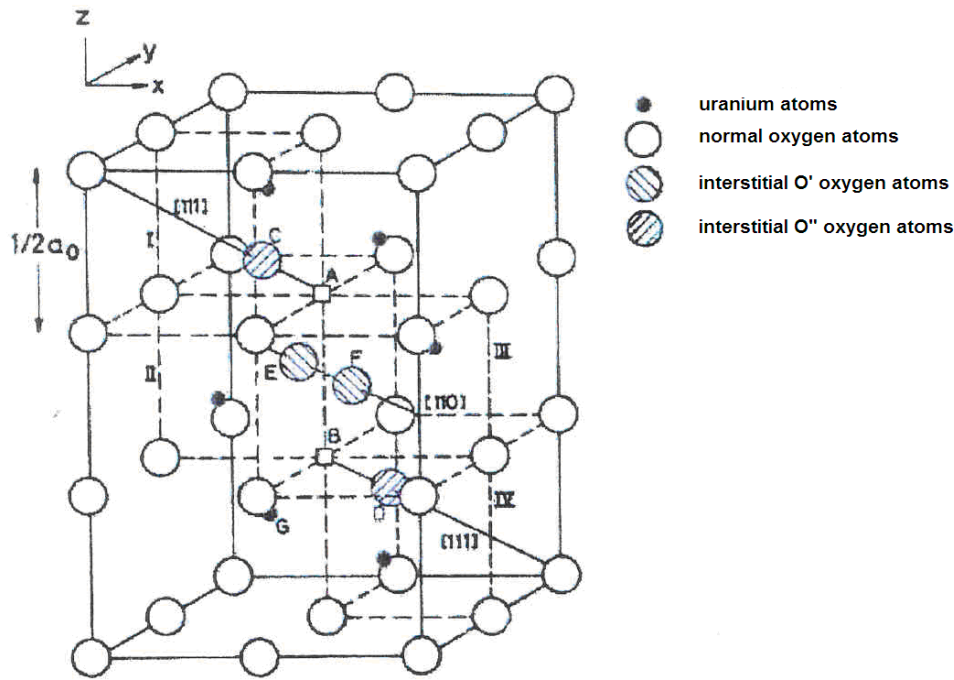 z
y
x
uranium atoms
normal oxygen atoms
interstitial O' oxygen atoms
interstitial O" oxygen atoms
[111]
1/2a₀
I
C
A
II
E
F
III
[110]
B
G
D
IV
[111]